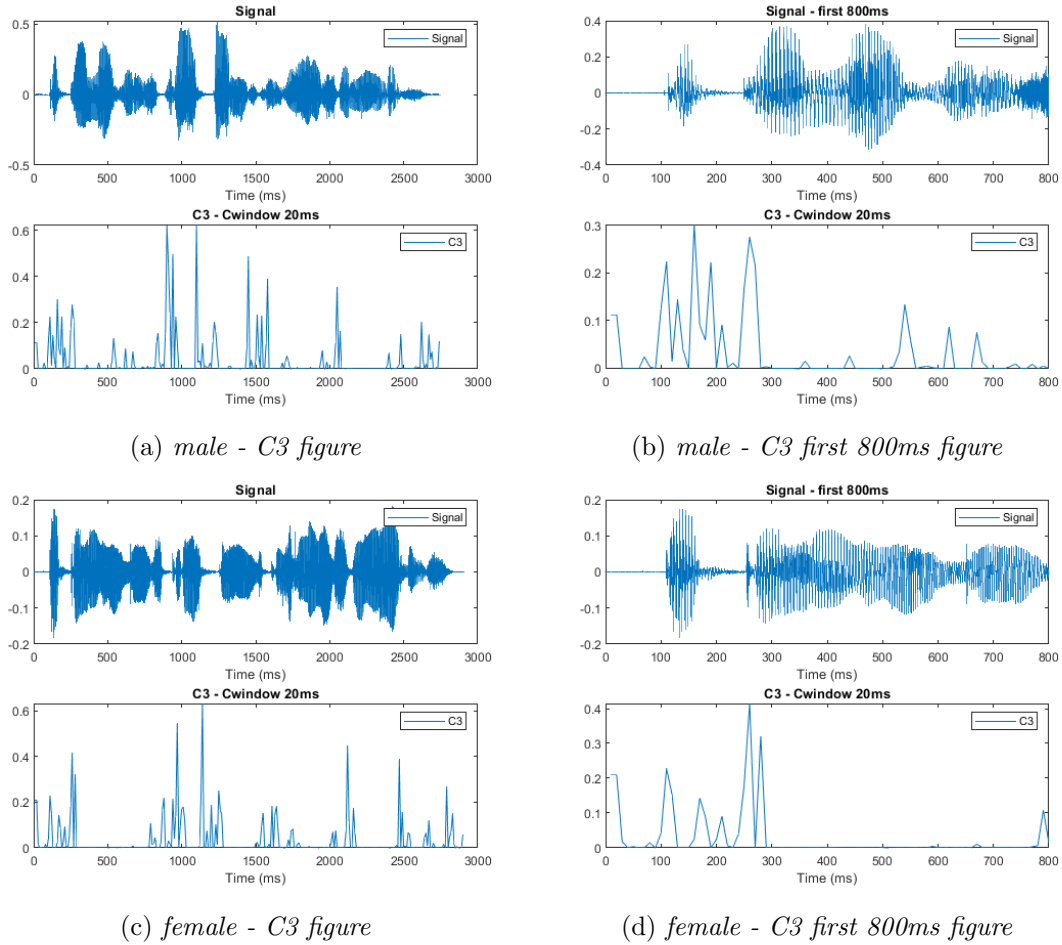 Signal
Signal
0.5
0
-0.5
0 500 1000 1500 2000 2500 3000
Time (ms)
C3 - Cwindow 20ms
C3
0.6
0.4
0.2
0
0 500 1000 1500 2000 2500 3000
Time (ms)
(a) male - C3 figure
Signal - first 800ms
Signal
0.4
0.2
0
-0.2
-0.4
0 100 200 300 400 500 600 700 800
Time (ms)
C3 - Cwindow 20ms
C3
0.3
0.2
0.1
0
0 100 200 300 400 500 600 700 800
Time (ms)
(b) male - C3 first 800ms figure
Signal
Signal
0.2
0.1
0
-0.1
-0.2
0 500 1000 1500 2000 2500 3000
Time (ms)
C3 - Cwindow 20ms
C3
0.6
0.4
0.2
0
0 500 1000 1500 2000 2500 3000
Time (ms)
(c) female - C3 figure
Signal - first 800ms
Signal
0.2
0.1
0
-0.1
-0.2
0 100 200 300 400 500 600 700 800
Time (ms)
C3 - Cwindow 20ms
C3
0.4
0.3
0.2
0.1
0
0 100 200 300 400 500 600 700 800
Time (ms)
(d) female - C3 first 800ms figure